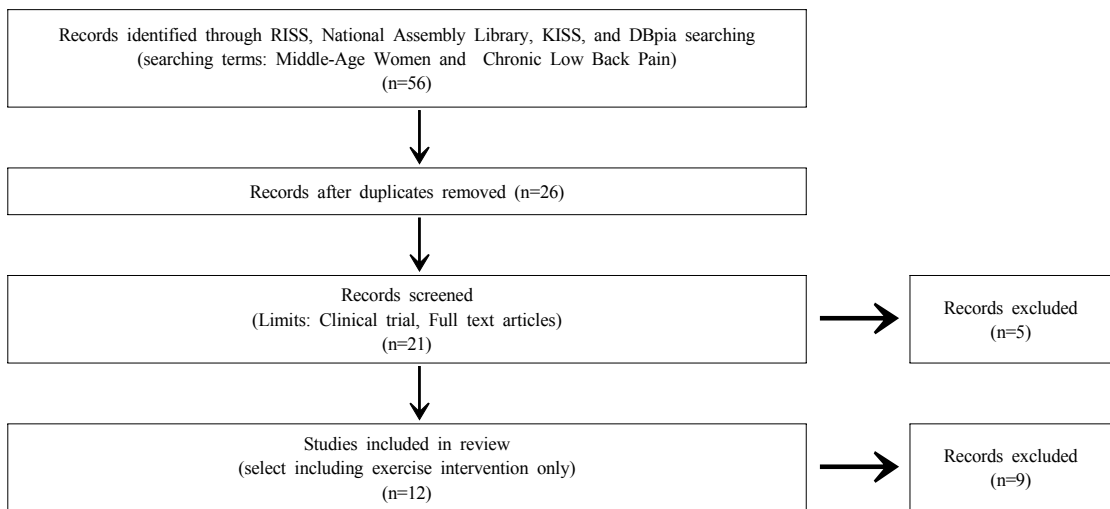 Records identified through RISS, National Assembly Library, KISS, and DBpia searching
(searching terms: Middle-Age Women and Chronic Low Back Pain)
(n=56)
Records after duplicates removed (n=26)
Records screened
(Limits: Clinical trial, Full text articles)
(n=21)
Records excluded
(n=5)
Studies included in review
(select including exercise intervention only)
(n=12)
Records excluded
(n=9)